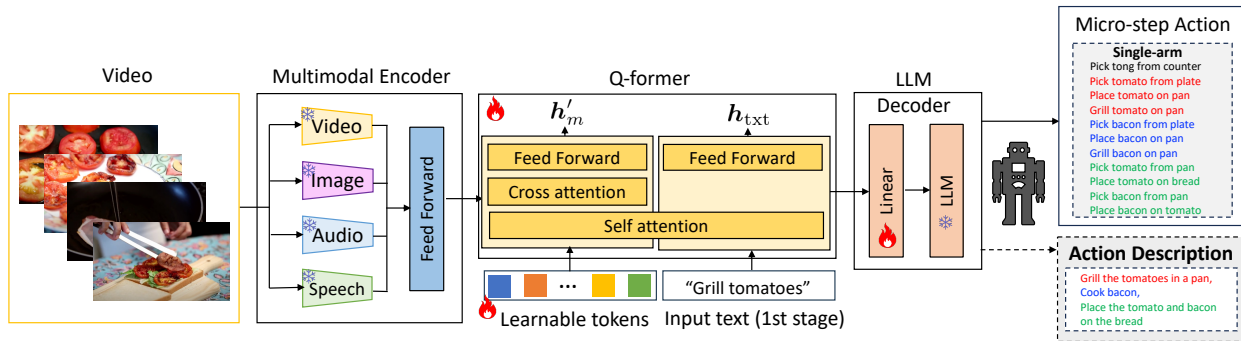 Video
Multimodal Encoder
Video
Image
Audio
Speech
Feed Forward
Q-former
h'_m
h_txt
Feed Forward
Feed Forward
Cross attention
Self attention
...
Learnable tokens
"Grill tomatoes"
Input text (1st stage)
LLM
Decoder
Linear
LLM
Micro-step Action
Single-arm
Pick tong from counter
Pick tomato from plate
Place tomato on pan
Grill tomato on pan
Pick bacon from plate
Place bacon on pan
Grill bacon on pan
Pick tomato from pan
Place tomato on bread
Pick bacon from pan
Place bacon on tomato
Action Description
Grill the tomatoes in a pan,
Cook bacon,
Place the tomato and bacon
on the bread